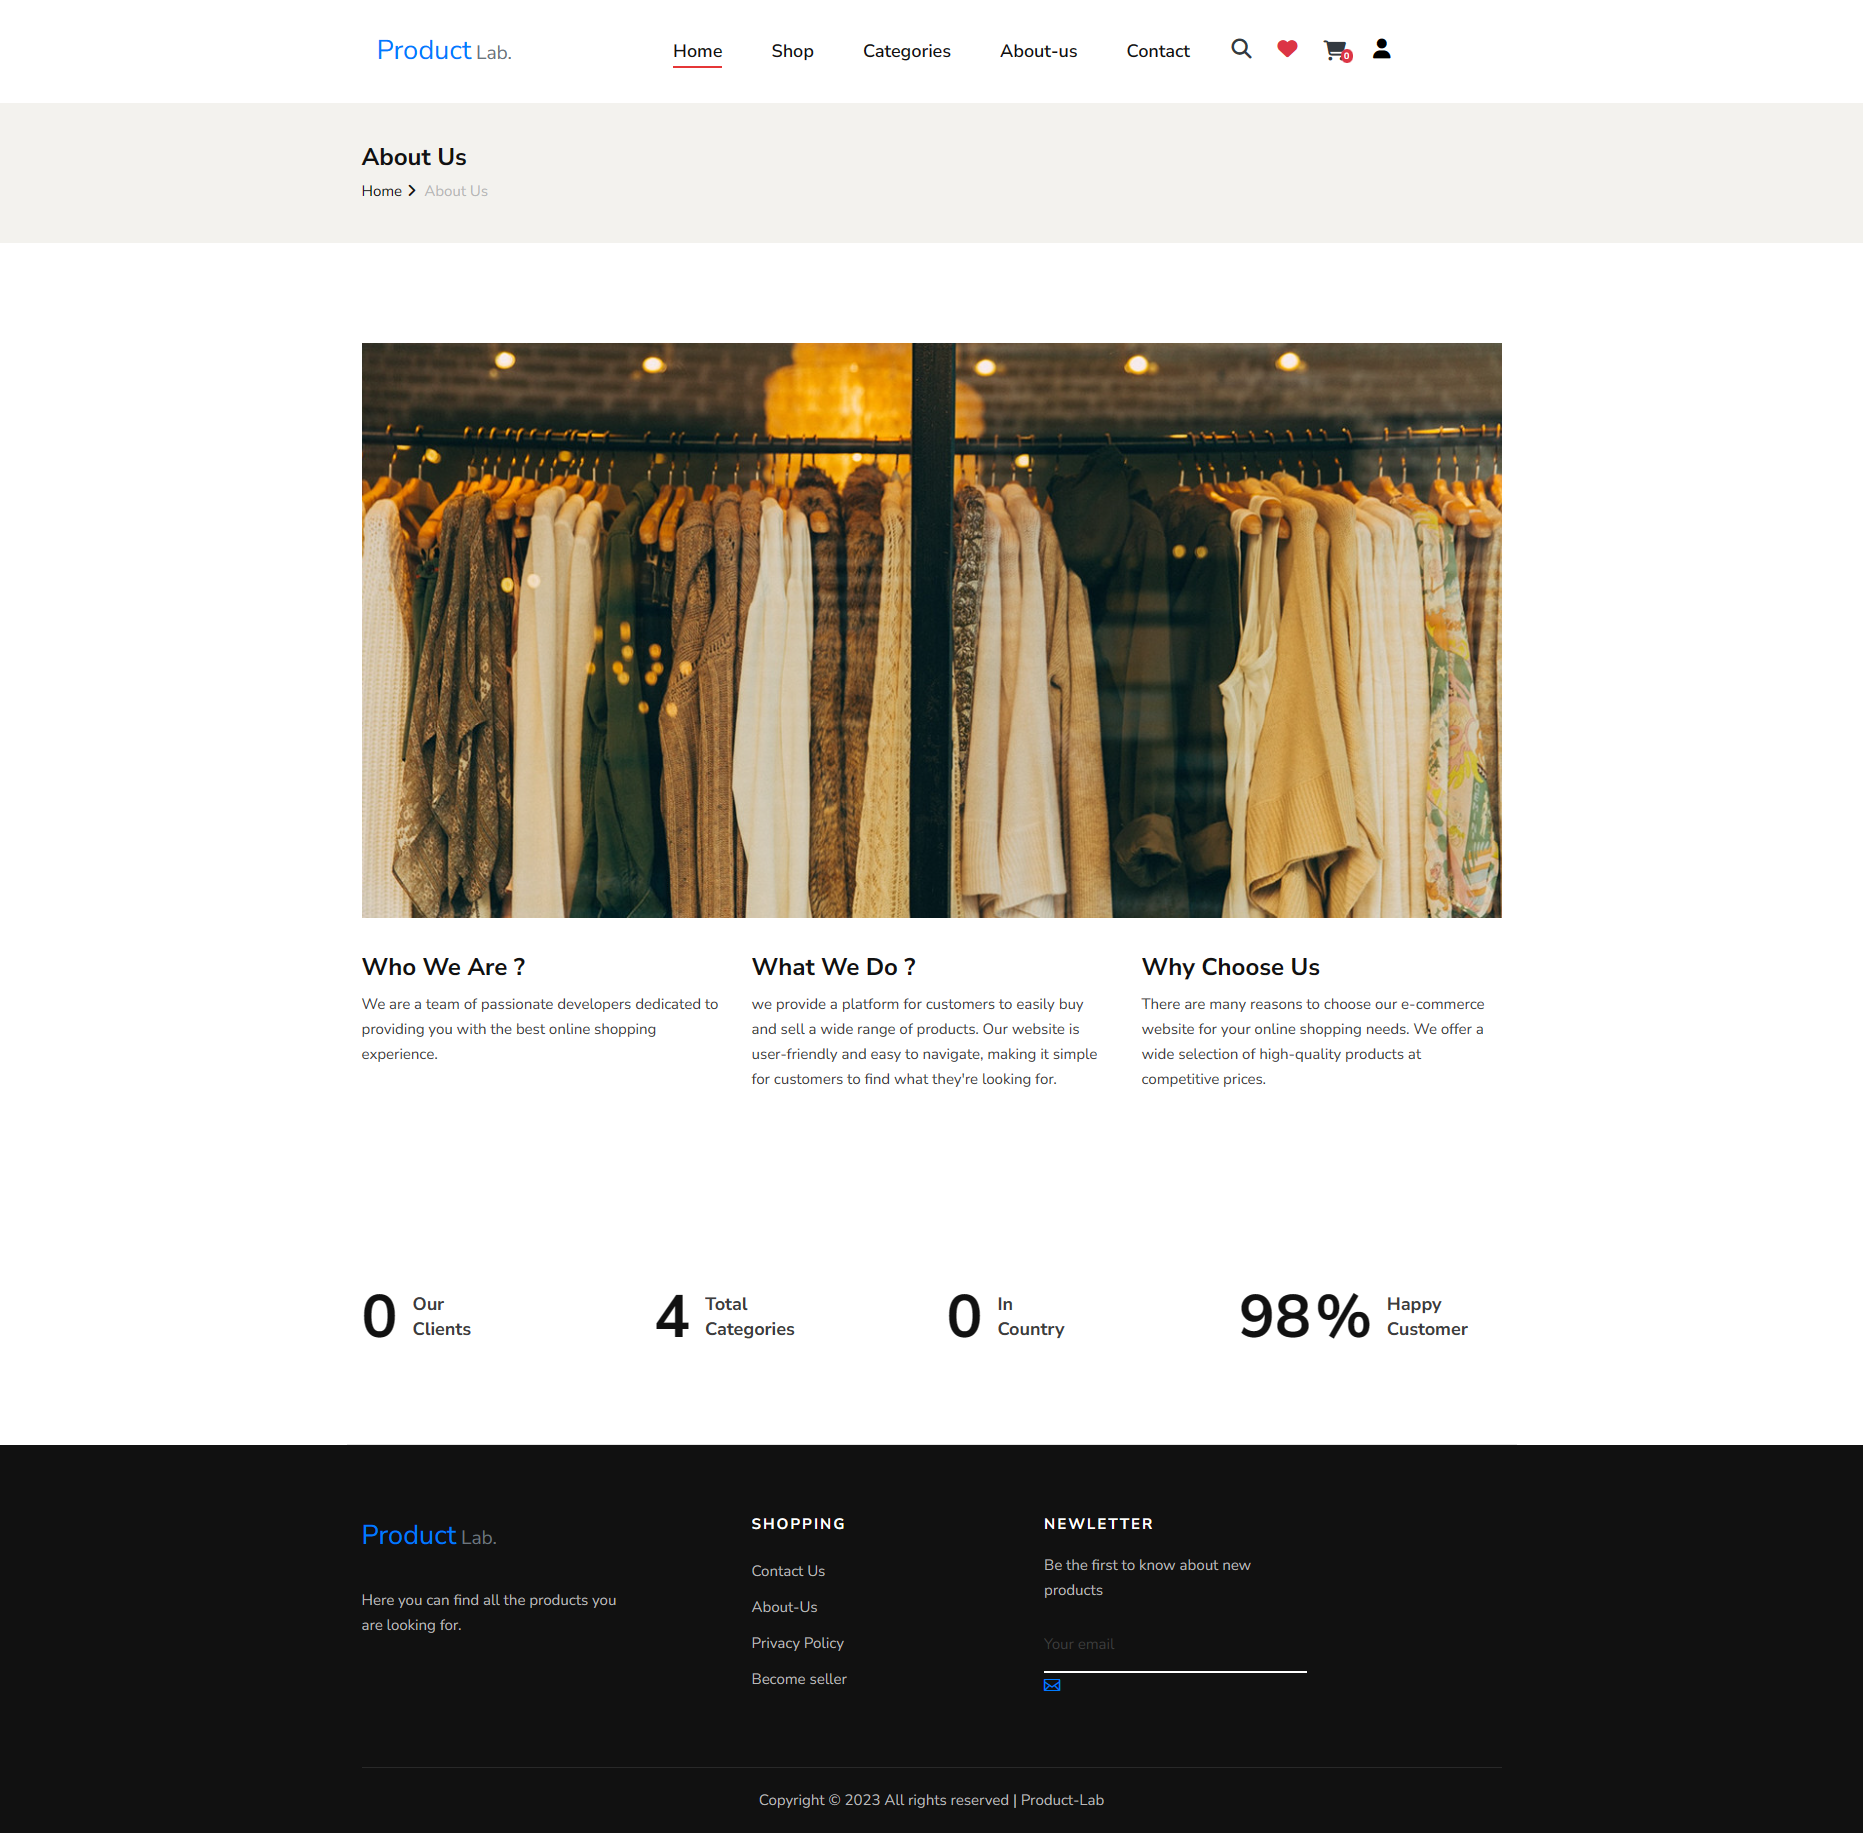 Product Lab.
Home Shop Categories About-us Contact 0
About Us
Home About Us
Who We Are ?
We are a team of passionate developers dedicated to
providing you with the best online shopping
experience.
What We Do ?
we provide a platform for customers to easily buy
and sell a wide range of products. Our website is
user-friendly and easy to navigate, making it simple
for customers to find what they're looking for.
Why Choose Us
There are many reasons to choose our e-commerce
website for your online shopping needs. We offer a
wide selection of high-quality products at
competitive prices.
0 Our
Clients
4 Total
Categories
0 In
Country
98% Happy
Customer
Product Lab.
Here you can find all the products you
are looking for.
SHOPPING
Contact Us
About-Us
Privacy Policy
Become seller
NEWLETTER
Be the first to know about new
products
Your email
Copyright © 2023 All rights reserved | Product-Lab